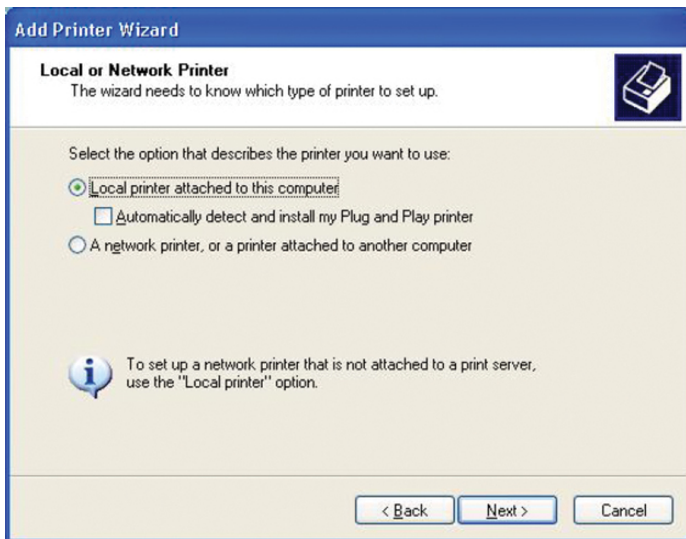 Add Printer Wizard
Local or Network Printer
The wizard needs to know which type of printer to set up.
Select the option that describes the printer you want to use:
Local printer attached to this computer
Automatically detect and install my Plug and Play printer
A network printer, or a printer attached to another computer
To set up a network printer that is not attached to a print server,
use the "Local printer" option.
< Back Next > Cancel